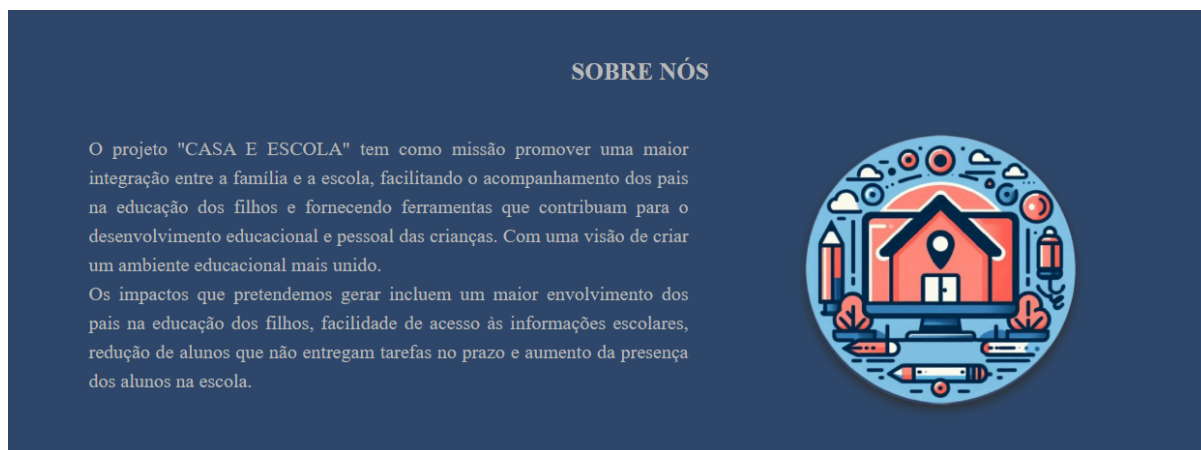 SOBRE NÓS
O projeto "CASA E ESCOLA" tem como missão promover uma maior
integração entre a família e a escola, facilitando o acompanhamento dos pais
na educação dos filhos e fornecendo ferramentas que contribuam para o
desenvolvimento educacional e pessoal das crianças. Com uma visão de criar
um ambiente educacional mais unido.
Os impactos que pretendemos gerar incluem um maior envolvimento dos
pais na educação dos filhos, facilidade de acesso às informações escolares,
redução de alunos que não entregam tarefas no prazo e aumento da presença
dos alunos na escola.